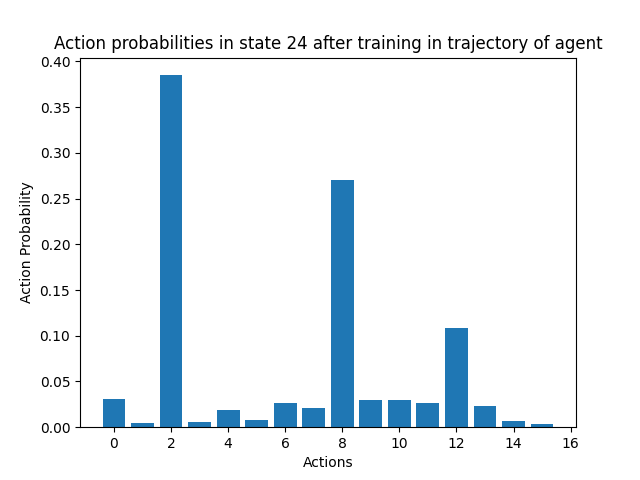 Action probabilities in state 24 after training in trajectory of agent
0.40
0.35
0.30
0.25
0.20
0.15
0.10
0.05
0.00
Action Probability
0 2 4 6 8 10 12 14 16
Actions